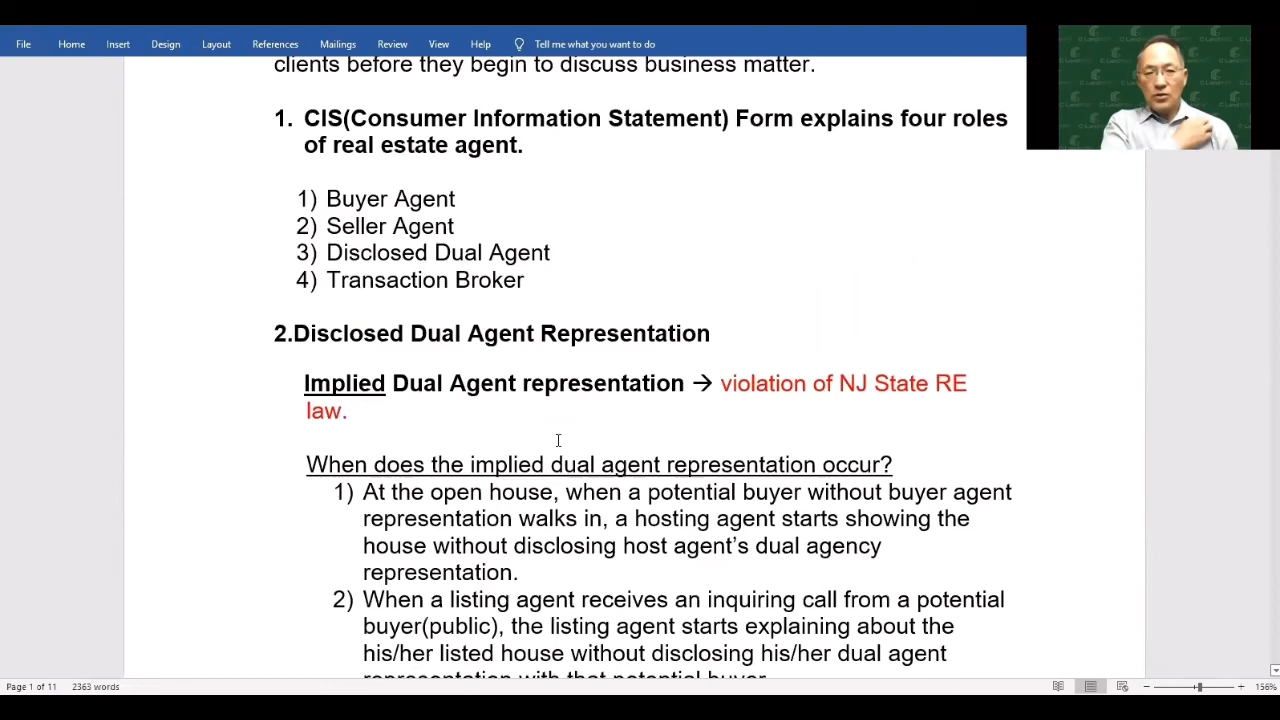 File Home Insert Design Layout References Mailings Review View Help Tell me what you want to do
clients before they begin to discuss business matter.
1. CIS(Consumer Information Statement) Form explains four roles
of real estate agent.
1) Buyer Agent
2) Seller Agent
3) Disclosed Dual Agent
4) Transaction Broker
2.Disclosed Dual Agent Representation
Implied Dual Agent representation → violation of NJ State RE
law.
When does the implied dual agent representation occur?
1) At the open house, when a potential buyer without buyer agent
representation walks in, a hosting agent starts showing the
house without disclosing host agent’s dual agency
representation.
2) When a listing agent receives an inquiring call from a potential
buyer(public), the listing agent starts explaining about the
his/her listed house without disclosing his/her dual agent
representation with that potential buyer.
Page 1 of 11 2363 words 156%